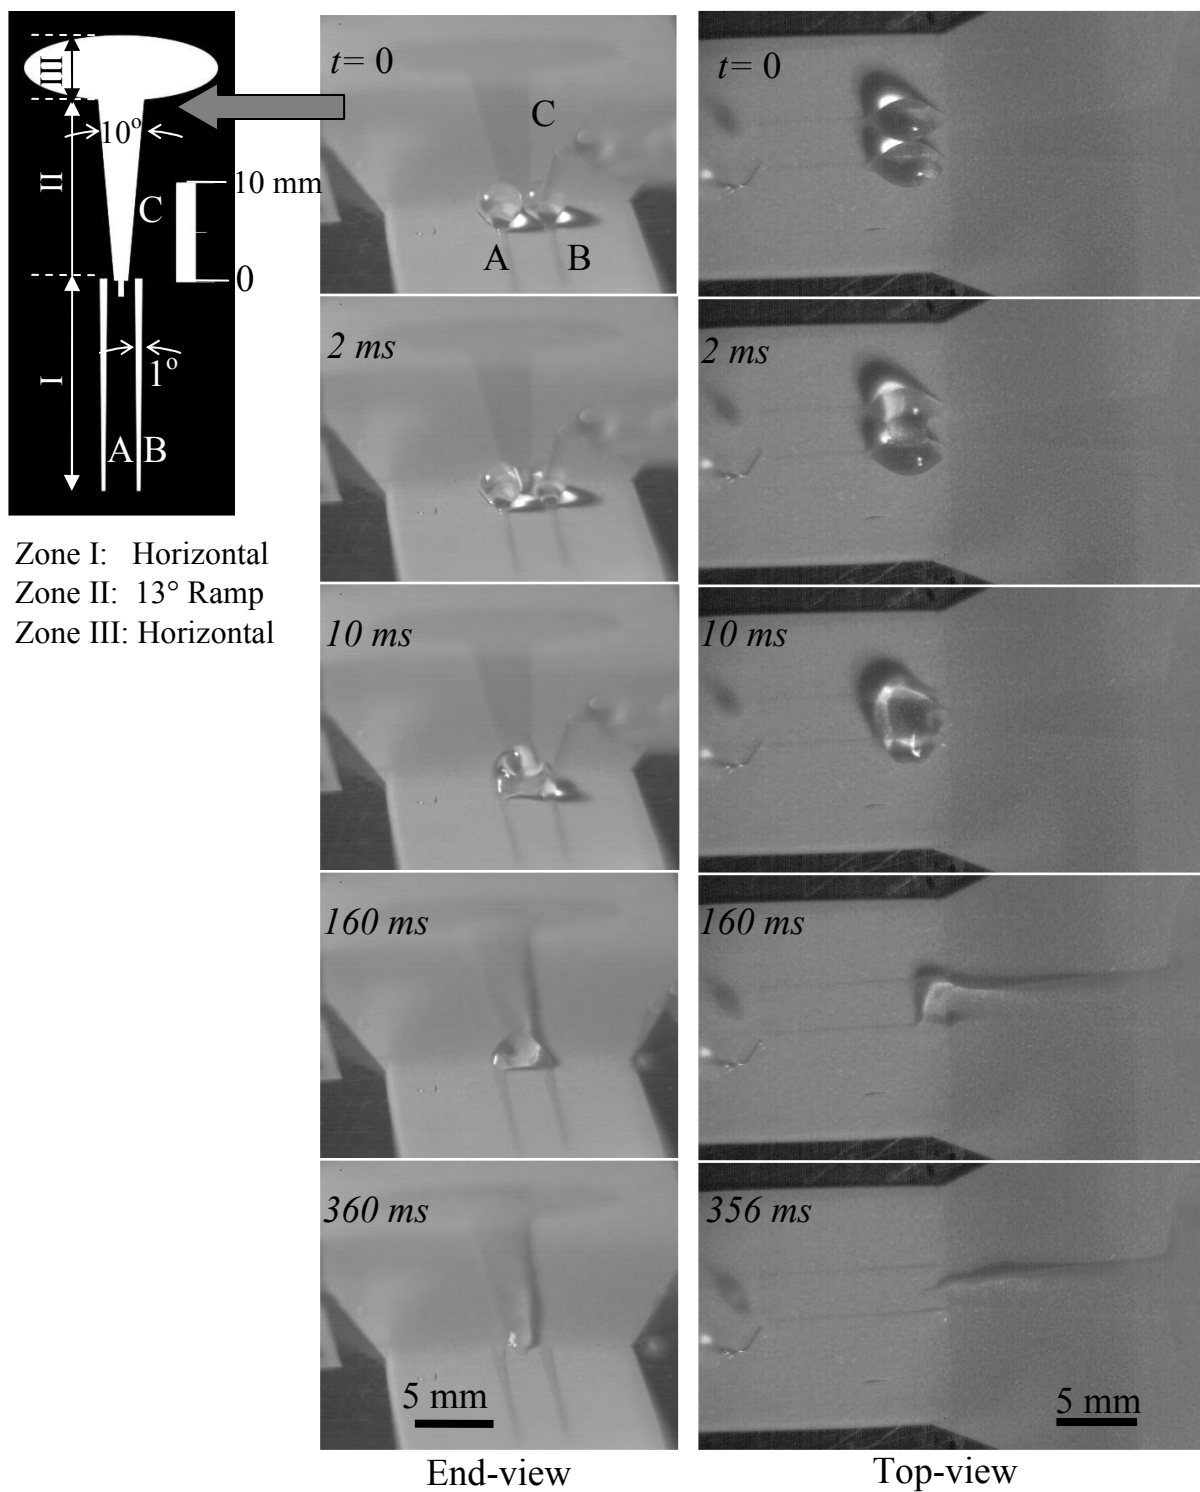 III
10°
II
C
10 mm
0
I
1°
A
B
Zone I: Horizontal
Zone II: 13° Ramp
Zone III: Horizontal
t= 0
C
A
B
2 ms
10 ms
160 ms
360 ms
5 mm
End-view
t= 0
2 ms
10 ms
160 ms
356 ms
5 mm
Top-view